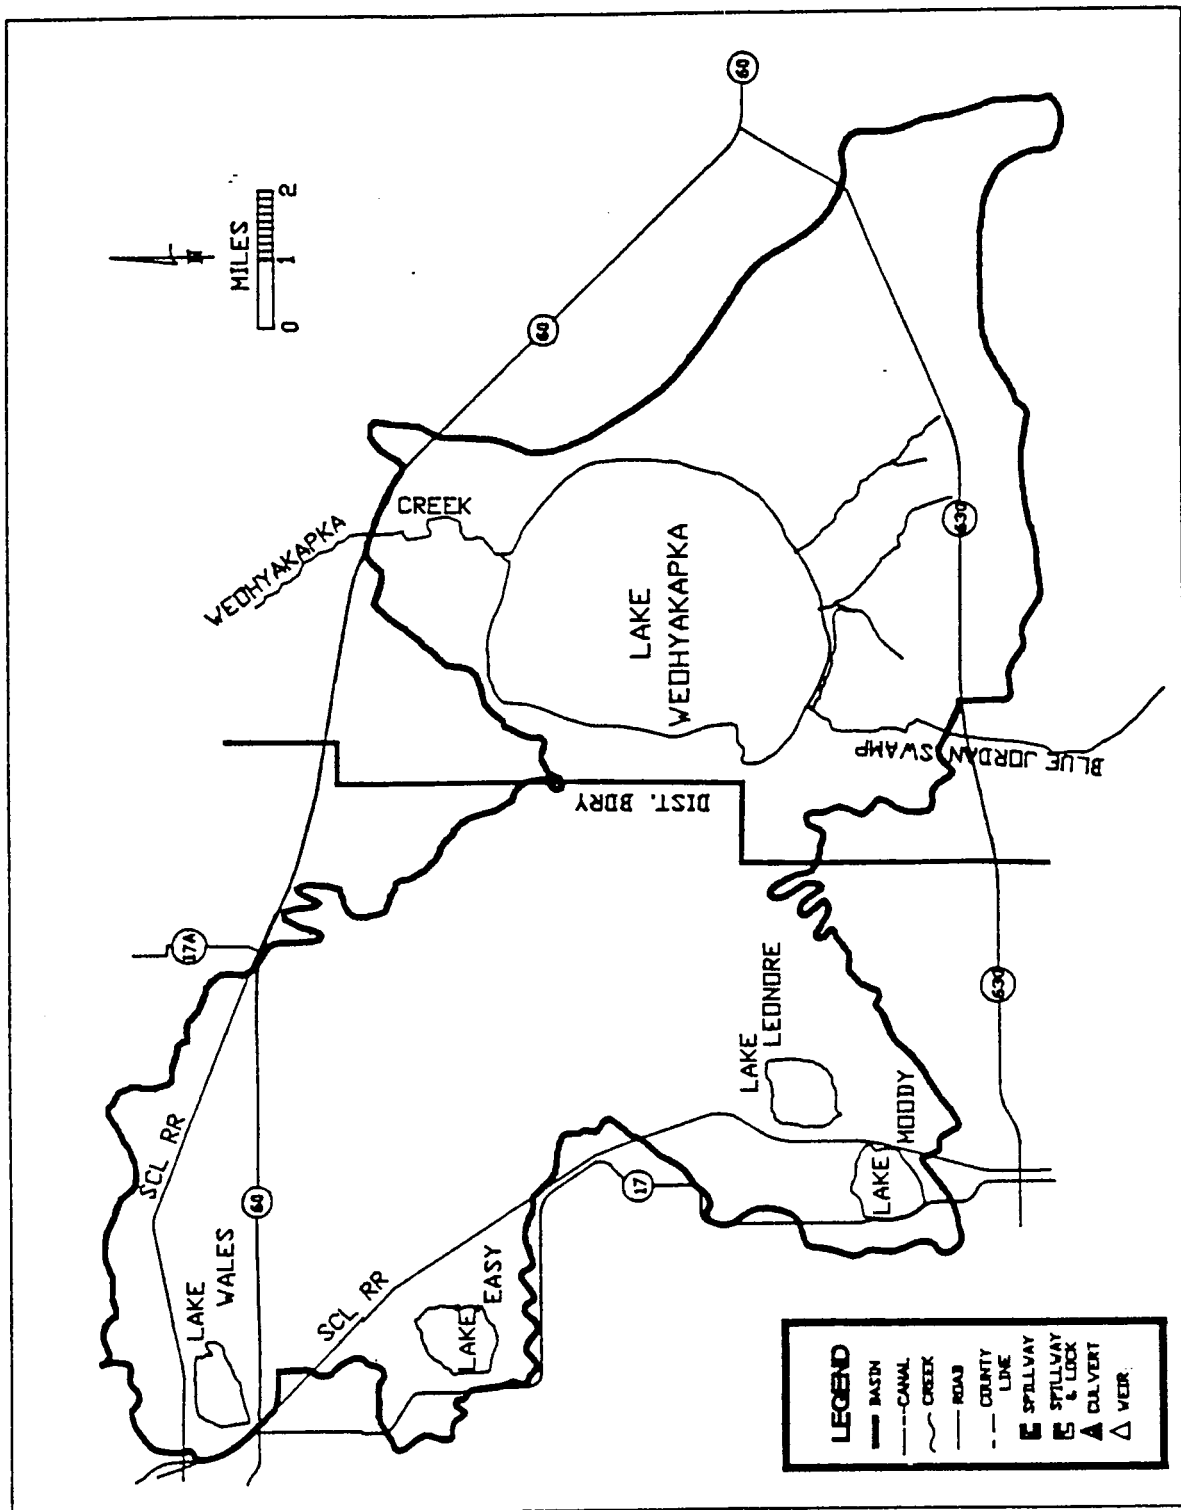 MILES
0 1 2
N
60
60
WEOHYAKAPKA
CREEK
LAKE
WEOHYAKAPKA
630
BLUE JORDAN SWAMP
DIST. BDRY
17A
SCL RR
60
LAKE
WALES
SCL RR
LAKE
EASY
17
LAKE
LEONORE
LAKE
MOODY
630
LEGEND
BASIN
CANAL
CREEK
ROAD
COUNTY
LINE
SPILLWAY
SPILLWAY
& LOCK
CULVERT
WEIR